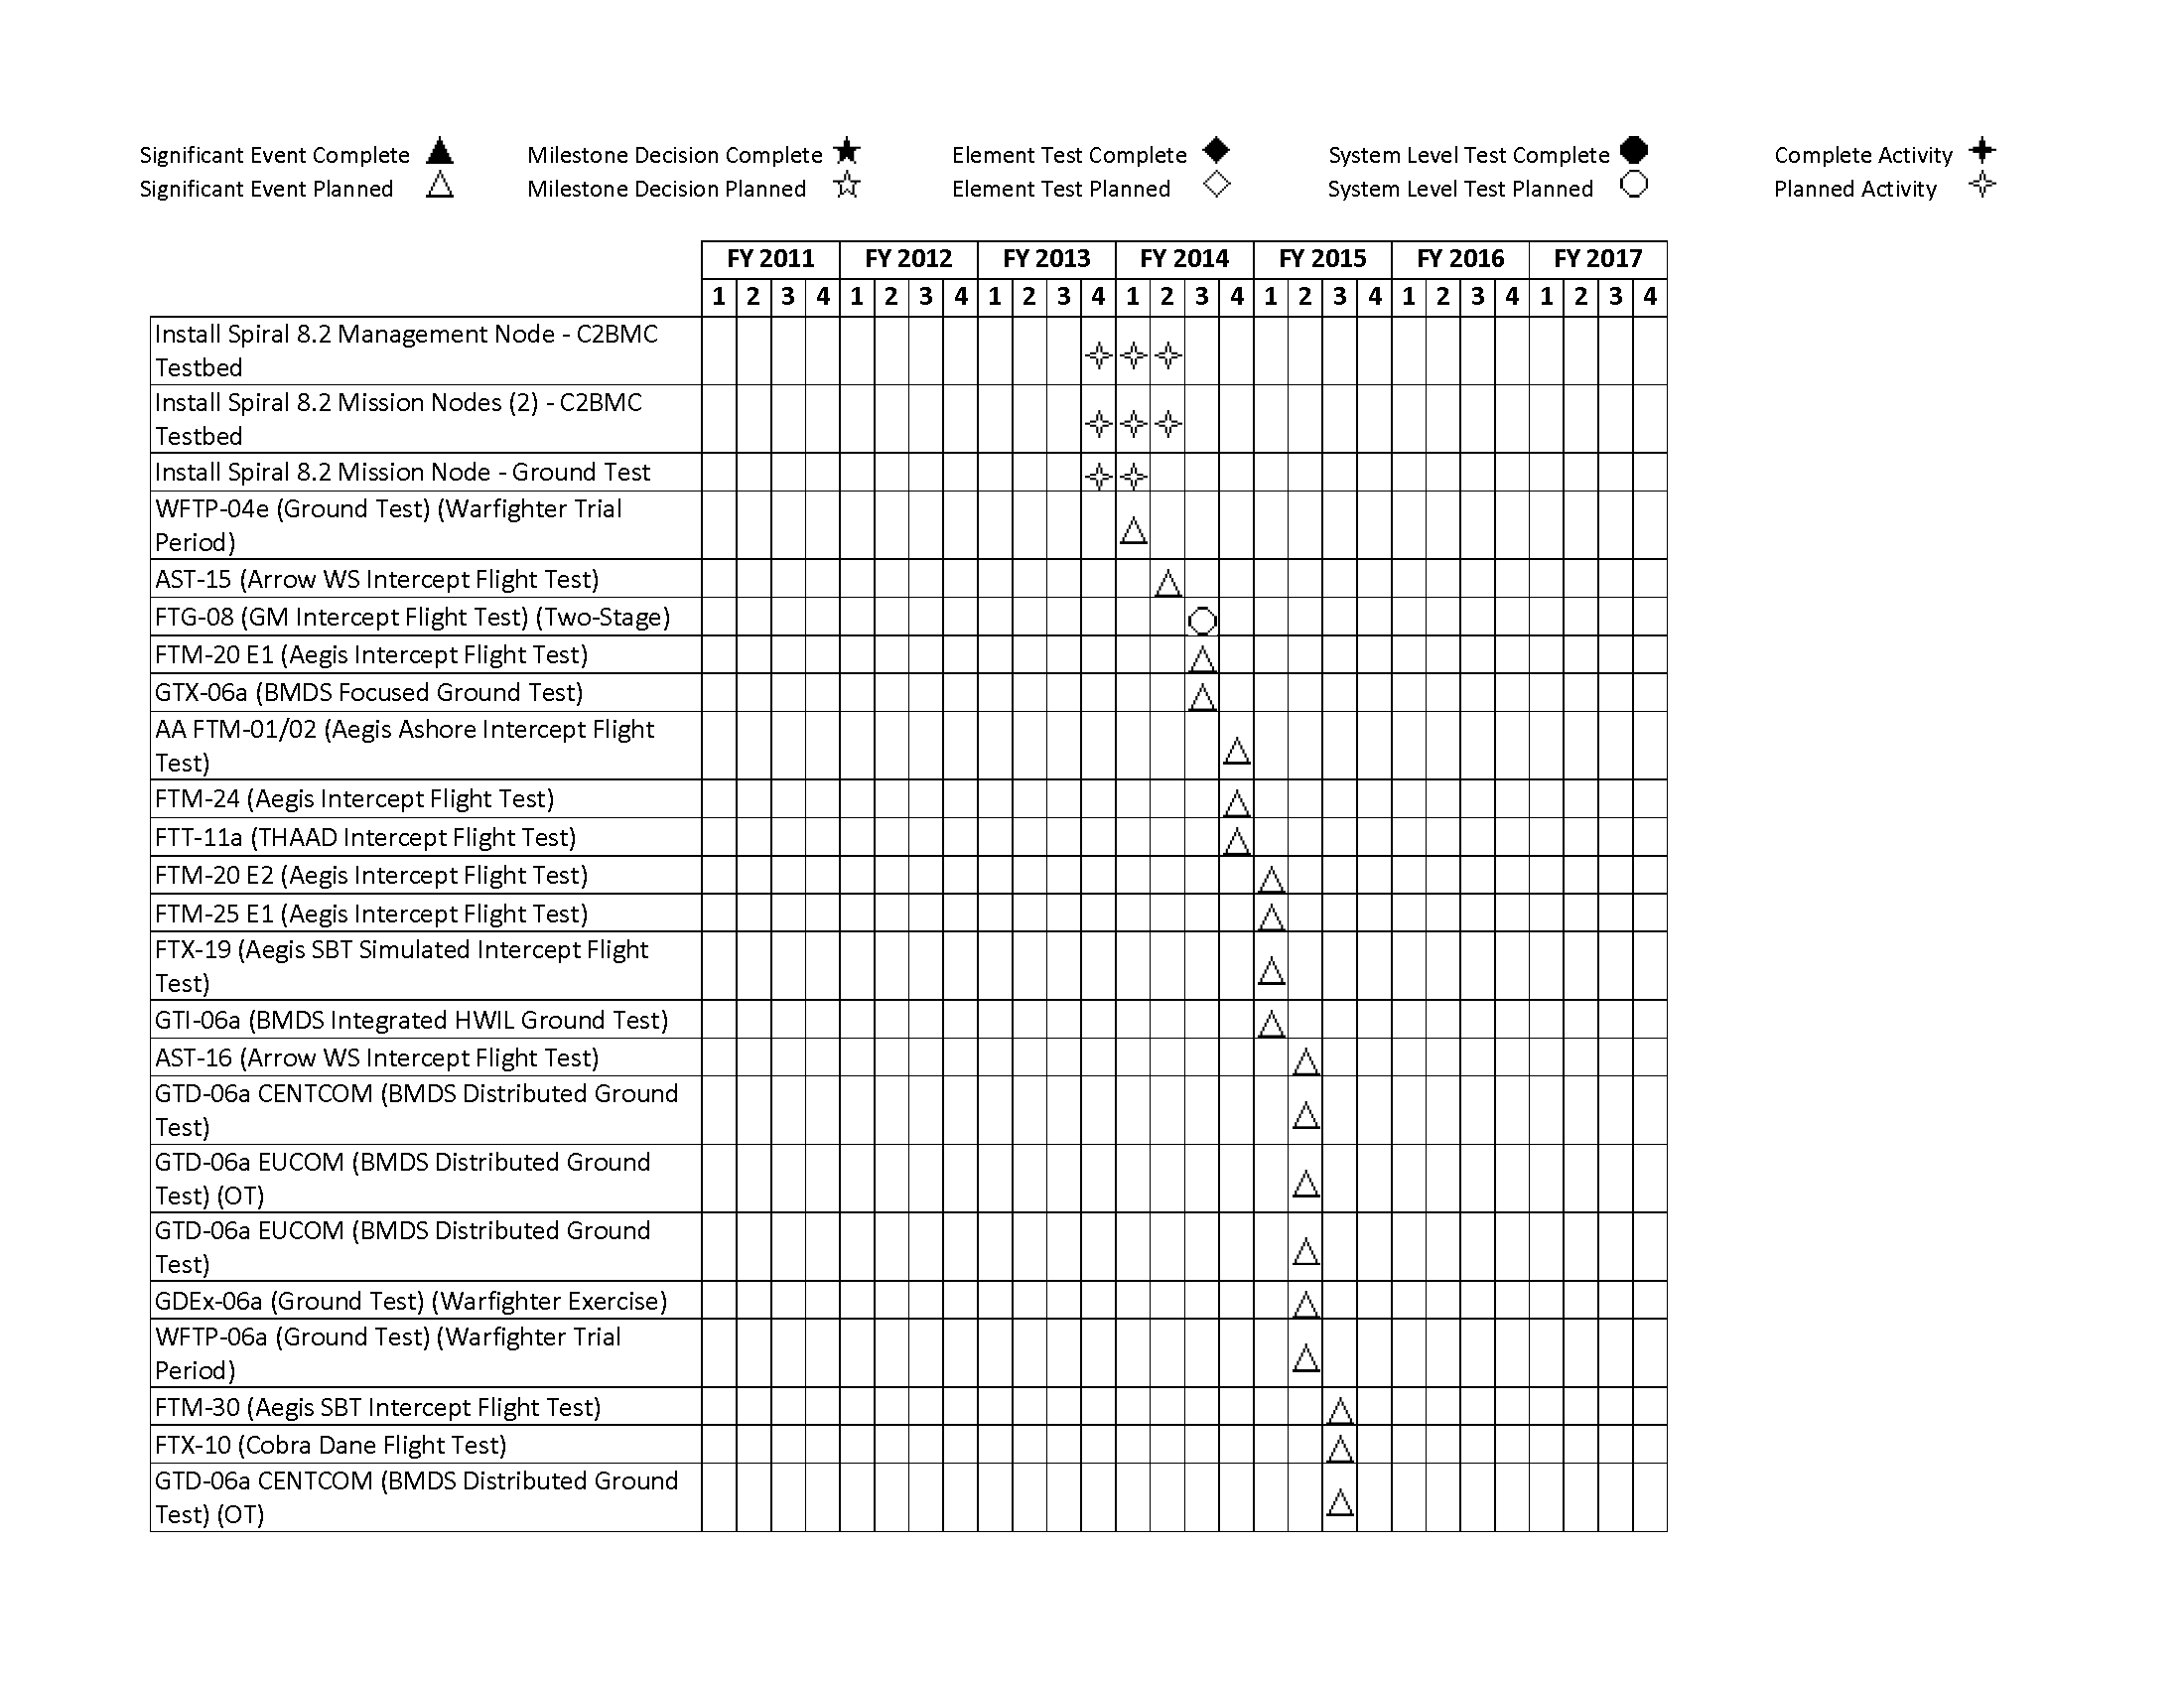 Significant Event Complete Milestone Decision Complete Element Test Complete System Level Test Complete Complete Activity
Significant Event Planned Milestone Decision Planned Element Test Planned System Level Test Planned Planned Activity
FY 2011 FY 2012 FY 2013 FY 2014 FY 2015 FY 2016 FY 2017
1 2 3 4 1 2 3 4 1 2 3 4 1 2 3 4 1 2 3 4 1 2 3 4 1 2 3 4
Install Spiral 8.2 Management Node - C2BMC
Testbed
Install Spiral 8.2 Mission Nodes (2) - C2BMC
Testbed
Install Spiral 8.2 Mission Node - Ground Test
WFTP-04e (Ground Test) (Warfighter Trial
Period)
AST-15 (Arrow WS Intercept Flight Test)
FTG-08 (GM Intercept Flight Test) (Two-Stage)
FTM-20 E1 (Aegis Intercept Flight Test)
GTX-06a (BMDS Focused Ground Test)
AA FTM-01/02 (Aegis Ashore Intercept Flight
Test)
FTM-24 (Aegis Intercept Flight Test)
FTT-11a (THAAD Intercept Flight Test)
FTM-20 E2 (Aegis Intercept Flight Test)
FTM-25 E1 (Aegis Intercept Flight Test)
FTX-19 (Aegis SBT Simulated Intercept Flight
Test)
GTI-06a (BMDS Integrated HWIL Ground Test)
AST-16 (Arrow WS Intercept Flight Test)
GTD-06a CENTCOM (BMDS Distributed Ground
Test)
GTD-06a EUCOM (BMDS Distributed Ground
Test) (OT)
GTD-06a EUCOM (BMDS Distributed Ground
Test)
GDEx-06a (Ground Test) (Warfighter Exercise)
WFTP-06a (Ground Test) (Warfighter Trial
Period)
FTM-30 (Aegis SBT Intercept Flight Test)
FTX-10 (Cobra Dane Flight Test)
GTD-06a CENTCOM (BMDS Distributed Ground
Test) (OT)